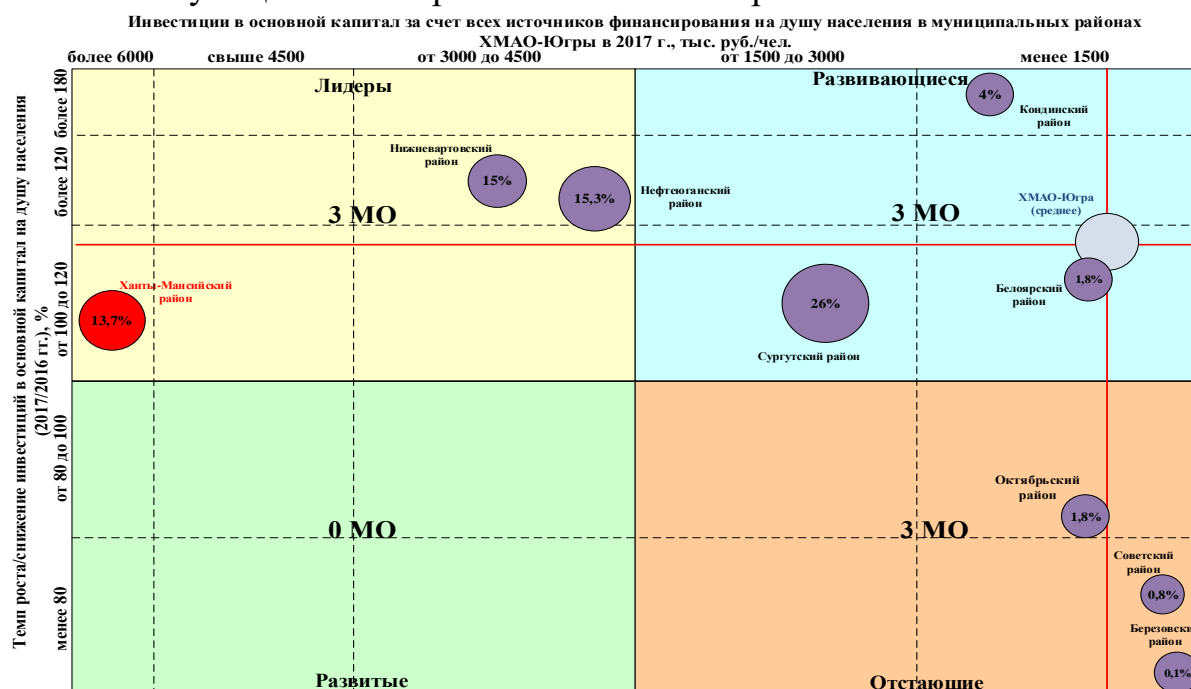 Инвестиции в основной капитал за счет всех источников финансирования на душу населения в муниципальных районах
ХМАО-Югры в 2017 г., тыс. руб./чел.
более 6000 свыше 4500 от 3000 до 4500 от 1500 до 3000 менее 1500
Темп роста/снижение инвестиций в основной капитал на душу населения
(2017/2016 гг.), %
более 180
более 120
от 100 до 120
от 80 до 100
менее 80
Лидеры
Нижневартовский
район
15%
15,3%
Нефтеюганский
район
3 МО
Ханты-Мансийский
район
13,7%
Развивающиеся
4%
Кондинский
район
3 МО
ХМАО-Югра
(среднее)
1,8%
Белоярский
район
26%
Сургутский район
0 МО
Развитые
Октябрьский
район
1,8%
3 МО
Советский
район
0,8%
район
0,1%
Отстающие